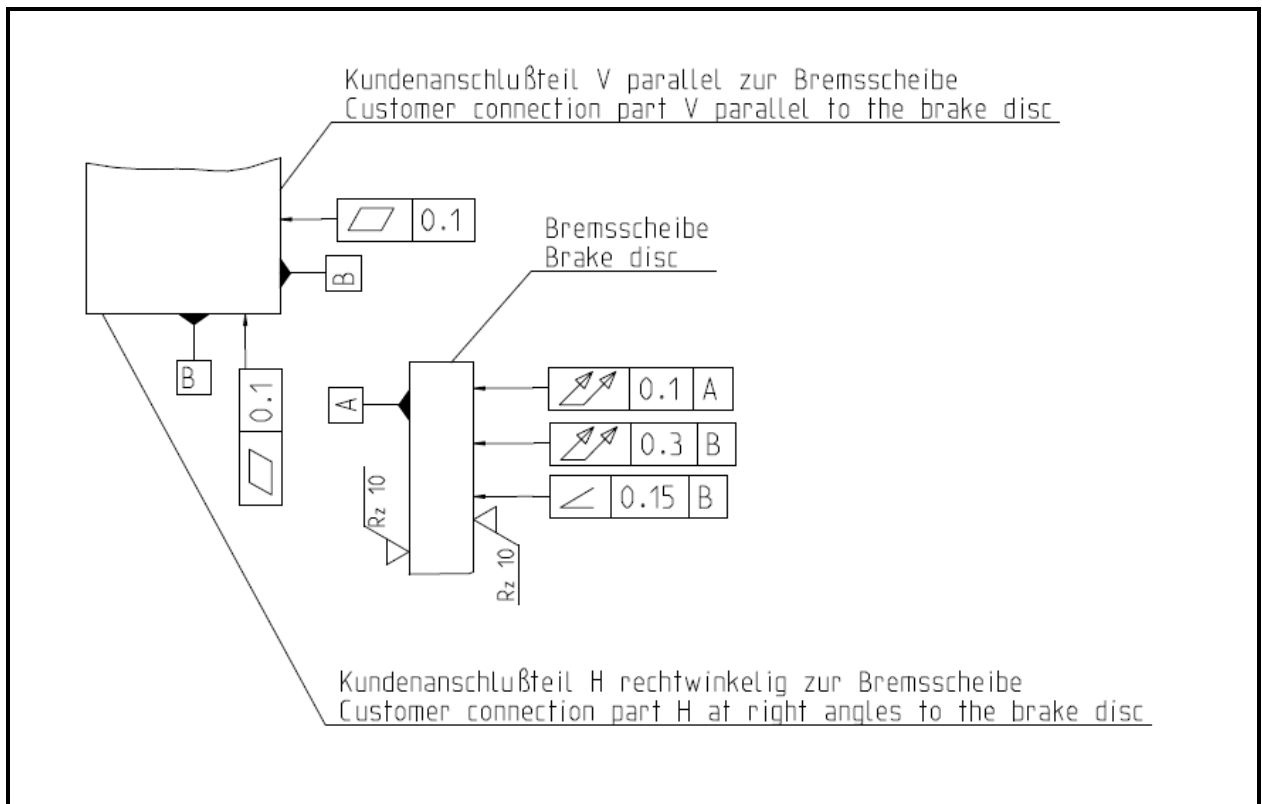 Kundenanschlußteil V parallel zur Bremsscheibe
Customer connection part V parallel to the brake disc
0.1
B
Bremsscheibe
Brake disc
B
0.1
A
0.1 A
0.3 B
0.15 B
Rz 10
Rz 10
Kundenanschlußteil H rechtwinkelig zur Bremsscheibe
Customer connection part H at right angles to the brake disc